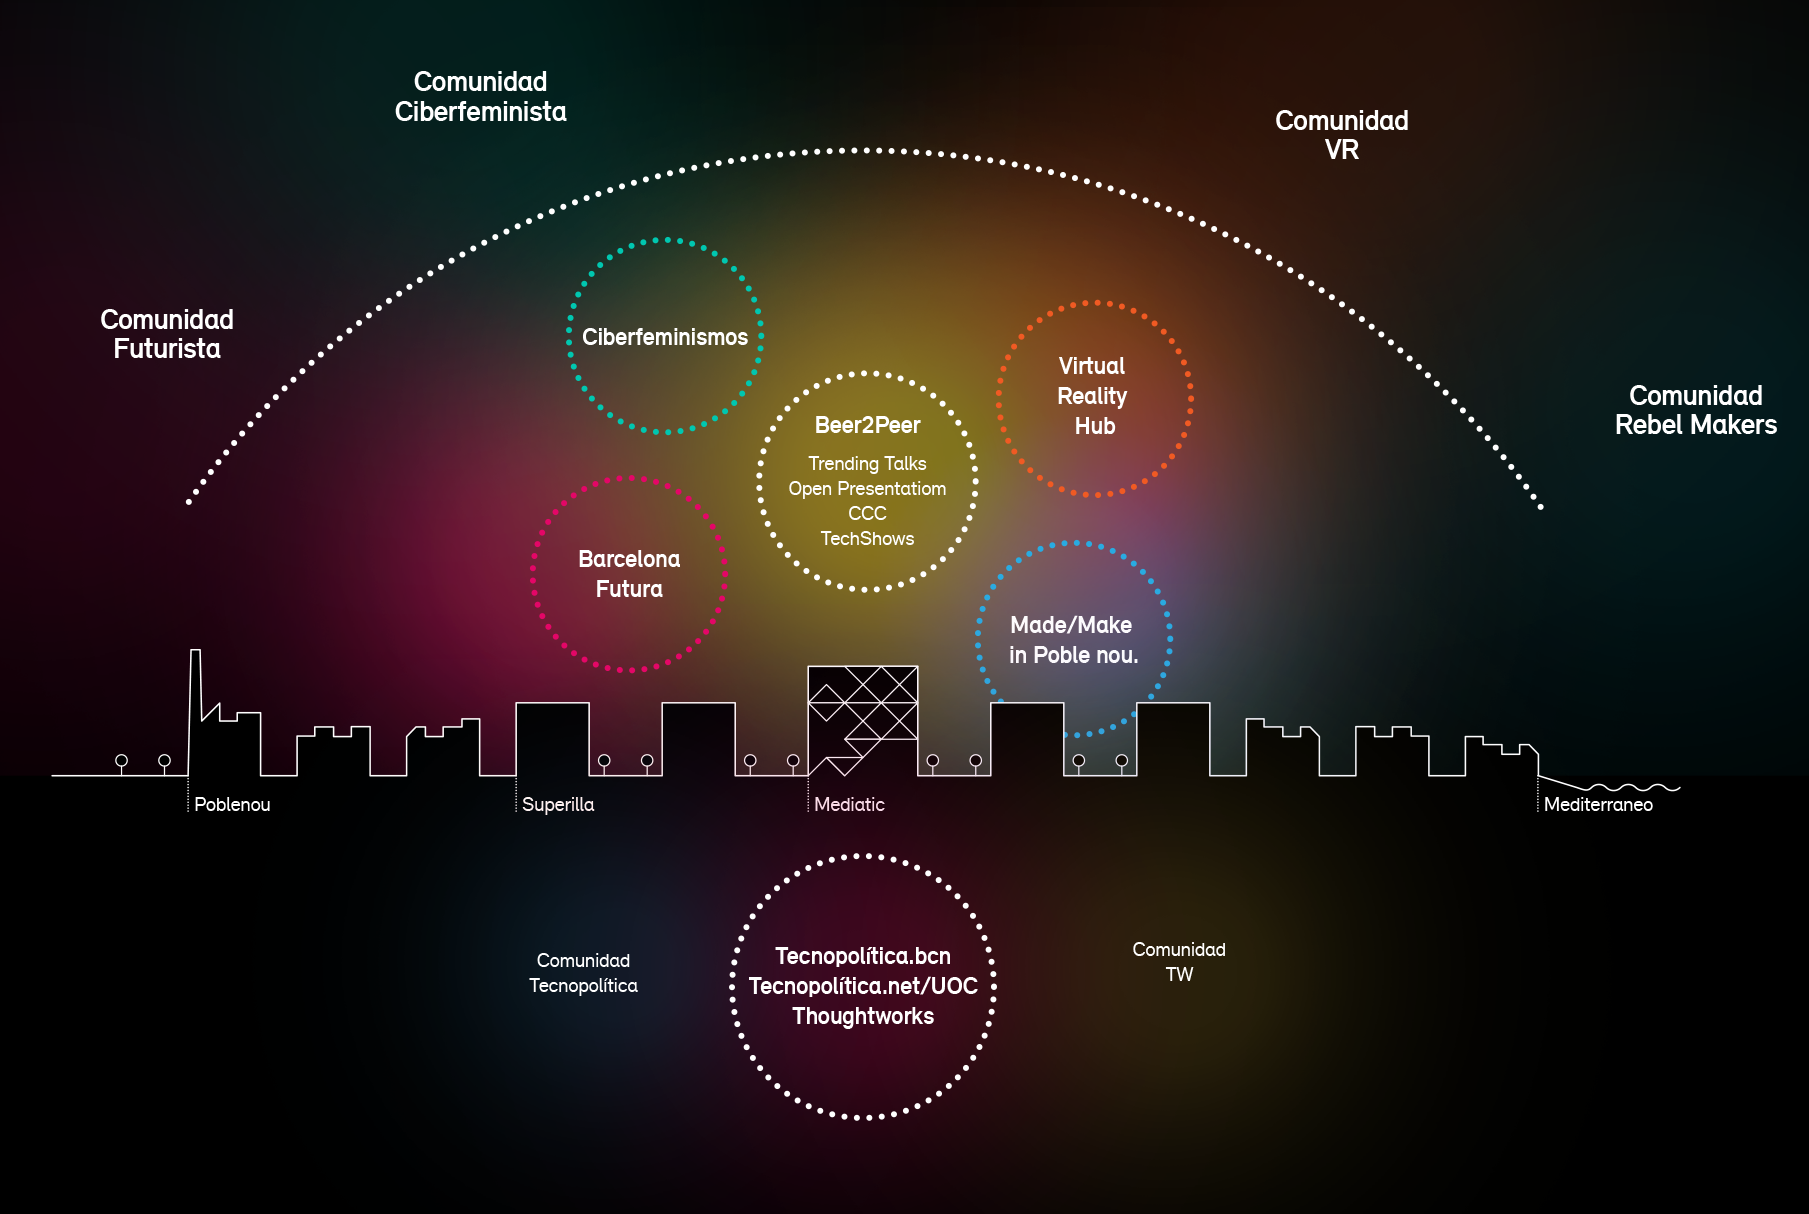 Comunidad
Ciberfeminista
Comunidad
VR
Comunidad
Futurista
Ciberfeminismos
Virtual
Reality
Hub
Comunidad
Rebel Makers
Beer2Peer
Trending Talks
Open Presentatiom
CCC
TechShows
Barcelona
Futura
Made/Make
in Poble nou.
Poblenou
Superilla
Mediatic
Mediterraneo
Comunidad
Tecnopolítica
Tecnopolítica.bcn
Tecnopolítica.net/UOC
Thoughtworks
Comunidad
TW